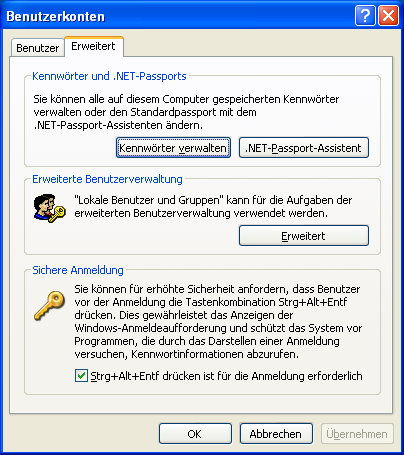 Benutzerkonten
Benutzer
Erweitert
Kennwörter und .NET-Passports
Sie können alle auf diesem Computer gespeicherten Kennwörter
verwalten oder den Standardpassport mit dem
.NET-Passport-Assistenten ändern.
Kennwörter verwalten
.NET-Passport-Assistent
Erweiterte Benutzerverwaltung
"Lokale Benutzer und Gruppen" kann für die Aufgaben der
erweiterten Benutzerverwaltung verwendet werden.
Erweitert
Sichere Anmeldung
Sie können für erhöhte Sicherheit anfordern, dass Benutzer
vor der Anmeldung die Tastenkombination Strg+Alt+Entf
drücken. Dies gewährleistet das Anzeigen der
Windows-Anmeldeaufforderung und schützt das System vor
Programmen, die durch das Darstellen einer Anmeldung
versuchen, Kennwortinformationen abzurufen.
Strg+Alt+Entf drücken ist für die Anmeldung erforderlich
OK
Abbrechen
Übernehmen